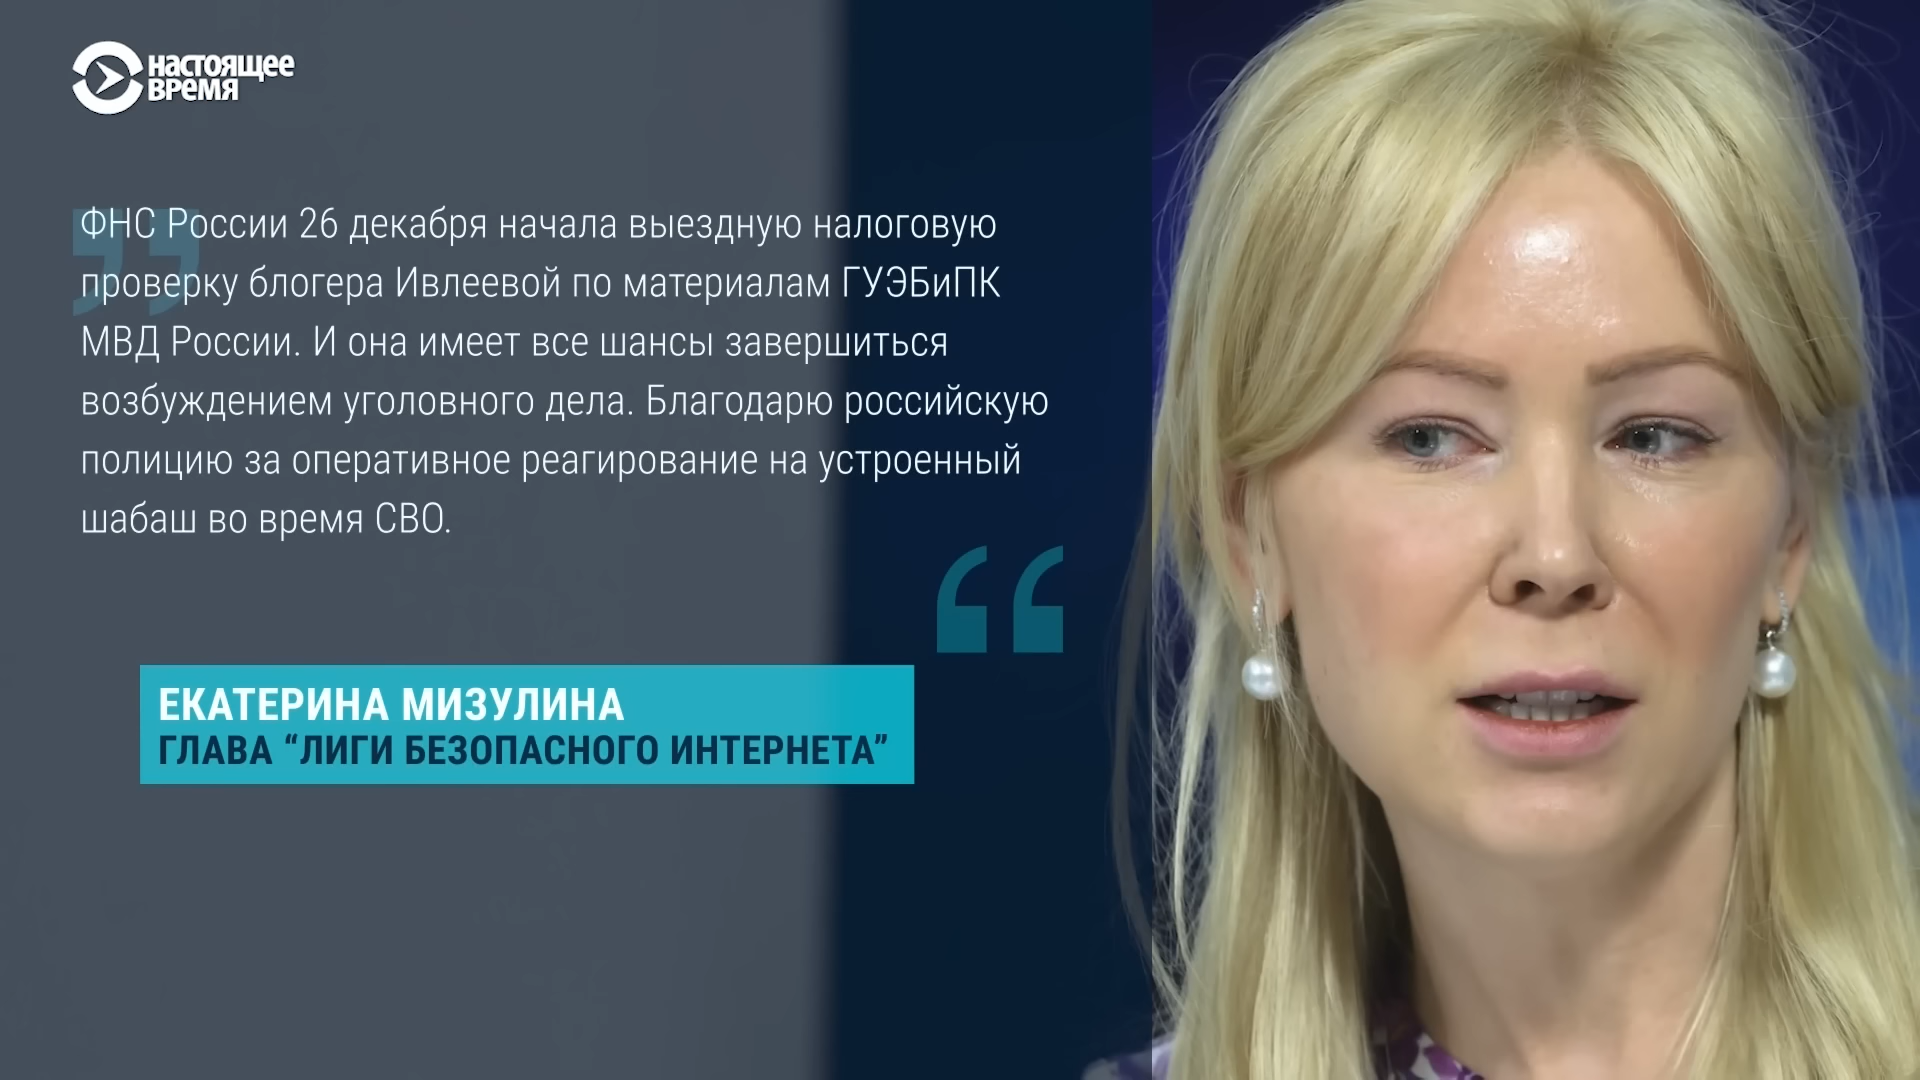 НАСТОЯЩЕЕ
ВРЕМЯ
ФНС России 26 декабря начала выездную налоговую
проверку блогера Ивлеевой по материалам ГУЭБиПК
МВД России. И она имеет все шансы завершиться
возбуждением уголовного дела. Благодарю российскую
полицию за оперативное реагирование на устроенный
шабаш во время СВО.
ЕКАТЕРИНА МИЗУЛИНА
ГЛАВА “ЛИГИ БЕЗОПАСНОГО ИНТЕРНЕТА”